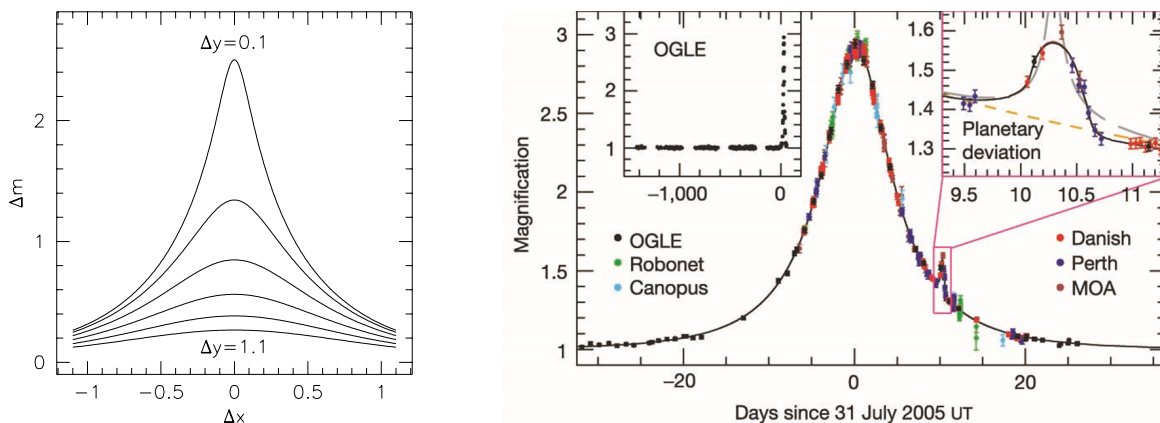 Δy=0.1
Δy=1.1
Δm
0
1
2
−1
−0.5
0
0.5
1
Δx
Magnification
3
2.5
2
1.5
1
−20
0
20
Days since 31 July 2005 UT
OGLE
3
2
1
−1,000
0
1.6
1.5
1.4
1.3
Planetary
deviation
9.5
10
10.5
11
OGLE
Robonet
Canopus
Danish
Perth
MOA